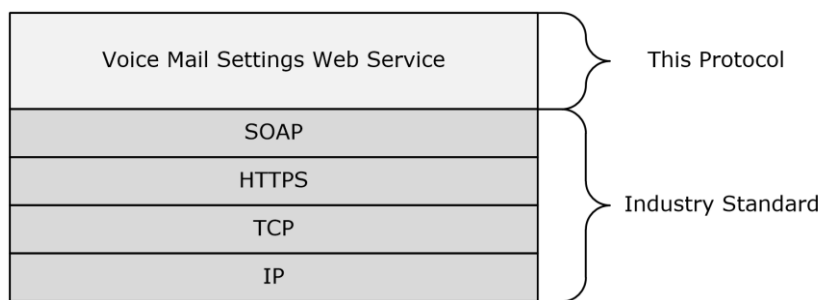 Voice Mail Settings Web Service
This Protocol
SOAP
HTTPS
TCP
IP
Industry Standard